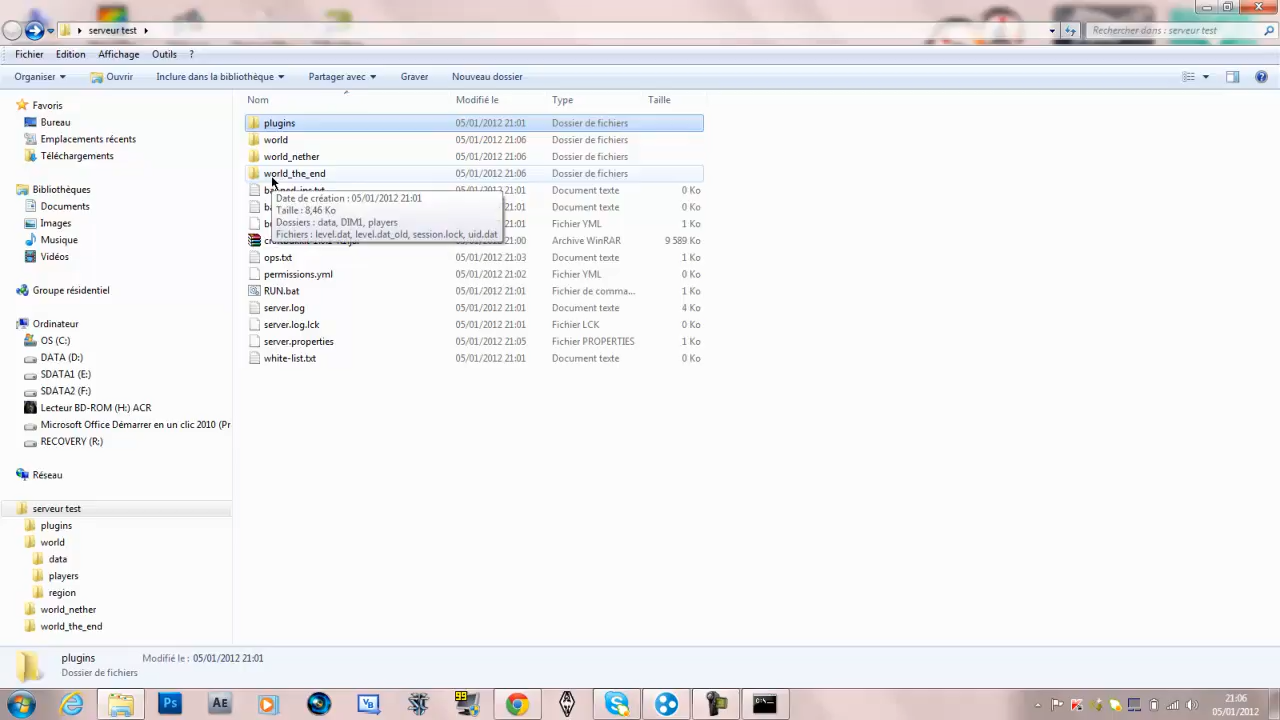 serveur test
Rechercher dans : serveur test
Fichier Edition Affichage Outils ?
Organiser Ouvrir Inclure dans la bibliothèque Partager avec Graver Nouveau dossier
Nom Modifié le Type Taille
Favoris
Bureau
Emplacements récents
Téléchargements
Bibliothèques
Documents
Images
Musique
Vidéos
Groupe résidentiel
Ordinateur
OS (C:)
DATA (D:)
SDATA1 (E:)
SDATA2 (F:)
Lecteur BD-ROM (H:) ACR
Microsoft Office Démarrer en un clic 2010 (Pr
RECOVERY (R:)
Réseau
serveur test
plugins
world
data
players
region
world_nether
world_the_end
plugins 05/01/2012 21:01 Dossier de fichiers
world 05/01/2012 21:06 Dossier de fichiers
world_nether 05/01/2012 21:06 Dossier de fichiers
world_the_end 05/01/2012 21:06 Dossier de fichiers
05/01/2012 21:01 Document texte 0 Ko
05/01/2012 21:01 Document texte 0 Ko
05/01/2012 21:01 Fichier YML 1 Ko
05/01/2012 21:00 Archive WinRAR 9 589 Ko
ops.txt 05/01/2012 21:03 Document texte 1 Ko
permissions.yml 05/01/2012 21:02 Fichier YML 0 Ko
RUN.bat 05/01/2012 21:01 Fichier de comma... 1 Ko
server.log 05/01/2012 21:01 Document texte 4 Ko
server.log.lck 05/01/2012 21:01 Fichier LCK 0 Ko
server.properties 05/01/2012 21:05 Fichier PROPERTIES 1 Ko
white-list.txt 05/01/2012 21:01 Document texte 0 Ko
Date de création : 05/01/2012 21:01
Taille : 8,46 Ko
Dossiers : data, DIM1, players
Fichiers : level.dat, level.dat_old, session.lock, uid.dat
plugins Modifié le : 05/01/2012 21:01
Dossier de fichiers
Ps AE VB 99
21:06
05/01/2012